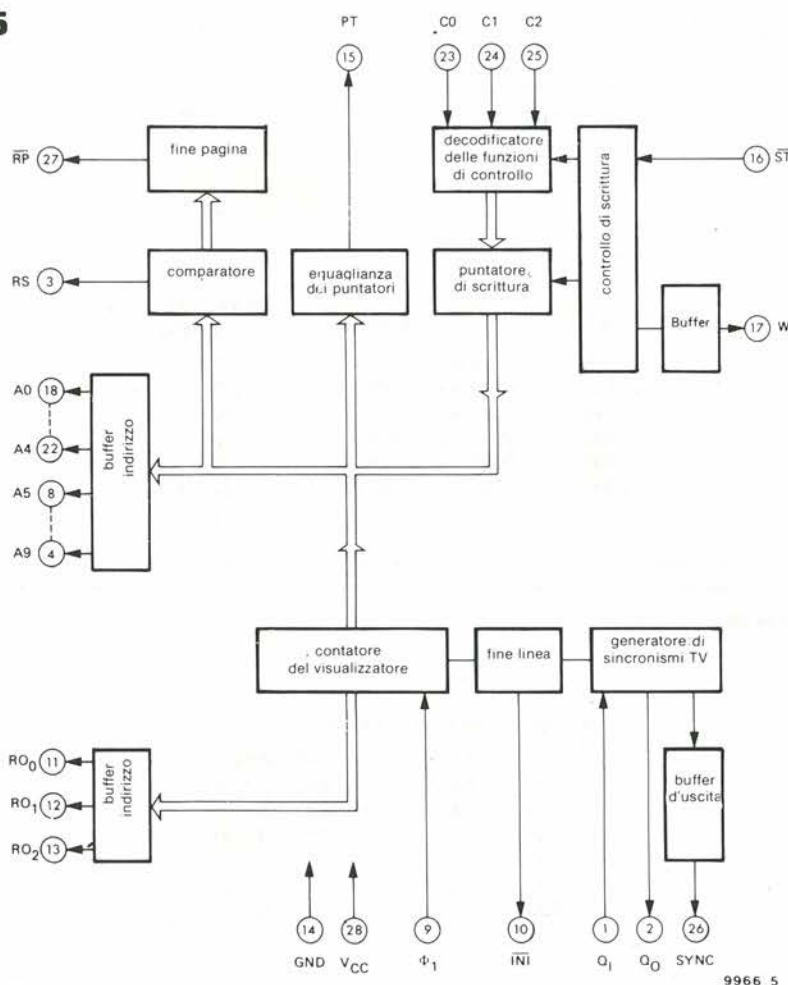 5
PT
C0 C1 C2
15
23 24 25
RP 27
fine pagina
decodificatore
delle funzioni
di controllo
controllo di scrittura
16 ST
RS 3
comparatore
eguaglianza
dei puntatori
puntatore
di scrittura
Buffer
17 W
A0 18
A4 22
A5 8
A9 4
buffer
indirizzo
contatore
del visualizzatore
fine linea
generatore di
sincronismi TV
RO0 11
RO1 12
RO2 13
buffer
indirizzo
buffer
d'uscita
14 28 9 10 1 2 26
GND VCC Φ1 INI QI QO SYNC
9966 5